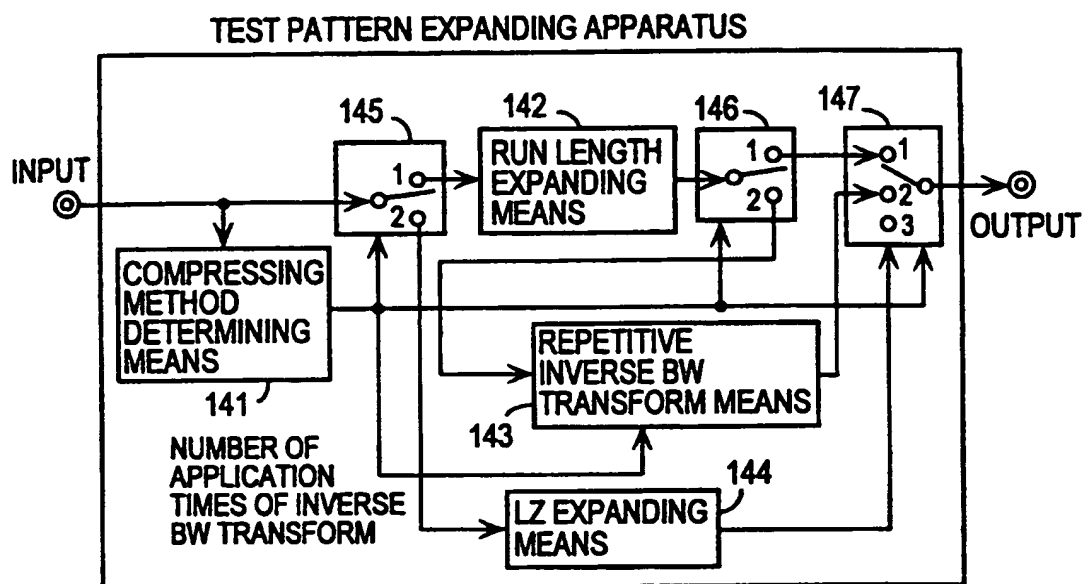 TEST PATTERN EXPANDING APPARATUS
INPUT
145
1
2
142
RUN LENGTH
EXPANDING
MEANS
146
1
2
147
1
2
3
OUTPUT
COMPRESSING
METHOD
DETERMINING
MEANS
141
REPETITIVE
INVERSE BW
TRANSFORM MEANS
143
NUMBER OF
APPLICATION
TIMES OF INVERSE
BW TRANSFORM
LZ EXPANDING
MEANS
144